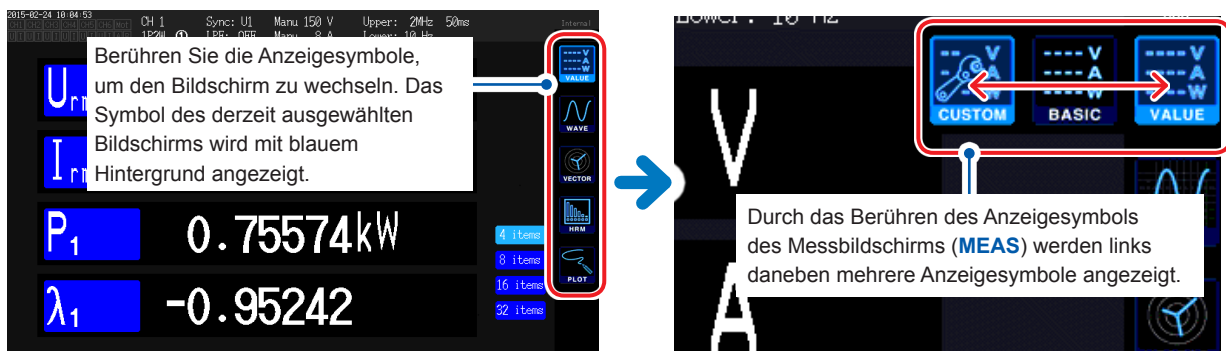 2015-02-24 10:04:53
CH 1 Sync: U1 Manu 150 V Upper: 2MHz 50ms
Internal
1P2W ① LPF: OFF Manu 8 A Lower: 10 Hz
Berühren Sie die Anzeigesymbole,
um den Bildschirm zu wechseln. Das
Symbol des derzeit ausgewählten
Bildschirms wird mit blauem
Hintergrund angezeigt.
P1 0.75574kW
λ1 -0.95242
4 items
8 items
16 items
32 items
V
A
W
VALUE
WAVE
VECTOR
HRM
PLOT
Lower: 10 Hz
V
CUSTOM
V
A
W
BASIC
V
A
W
VALUE
V
A
Durch das Berühren des Anzeigesymbols
des Messbildschirms (MEAS) werden links
daneben mehrere Anzeigesymbole angezeigt.